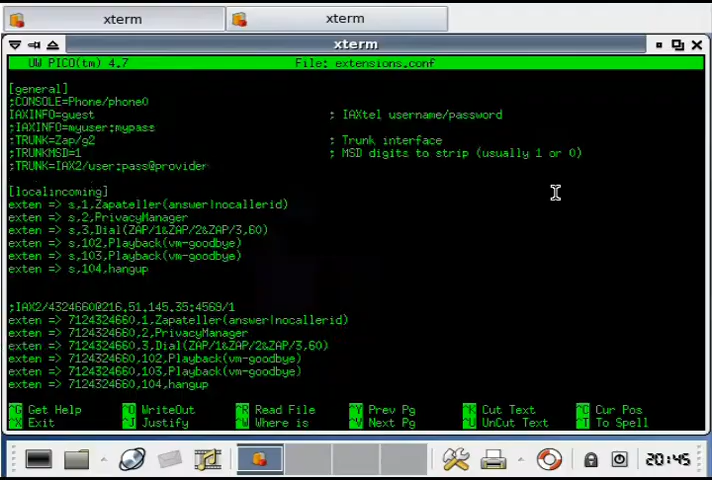 xterm
xterm
xterm
UW PICO(tm) 4.7 File: extensions.conf
[general]
;CONSOLE=Phone/phone0
IAXINFO=guest ; IAXtel username/password
;IAXINFO=myuser:mypass
;TRUNK=Zap/g2 ; Trunk interface
;TRUNKMSD=1 ; MSD digits to strip (usually 1 or 0)
;TRUNK=IAX2/user:pass@provider
[localincoming]
exten => s,1,Zapateller(answer|nocallerid)
exten => s,2,PrivacyManager
exten => s,3,Dial(ZAP/1&ZAP/2&ZAP/3,60)
exten => s,102,Playback(vm-goodbye)
exten => s,103,Playback(vm-goodbye)
exten => s,104,hangup
;IAX2/4324660@216.51.145.35:4569/1
exten => 7124324660,1,Zapateller(answer|nocallerid)
exten => 7124324660,2,PrivacyManager
exten => 7124324660,3,Dial(ZAP/1&ZAP/2&ZAP/3,60)
exten => 7124324660,102,Playback(vm-goodbye)
exten => 7124324660,103,Playback(vm-goodbye)
exten => 7124324660,104,hangup
^G Get Help ^O WriteOut ^R Read File ^Y Prev Pg ^K Cut Text ^C Cur Pos
^X Exit ^J Justify ^W Where is ^V Next Pg ^U UnCut Text ^T To Spell
20:45